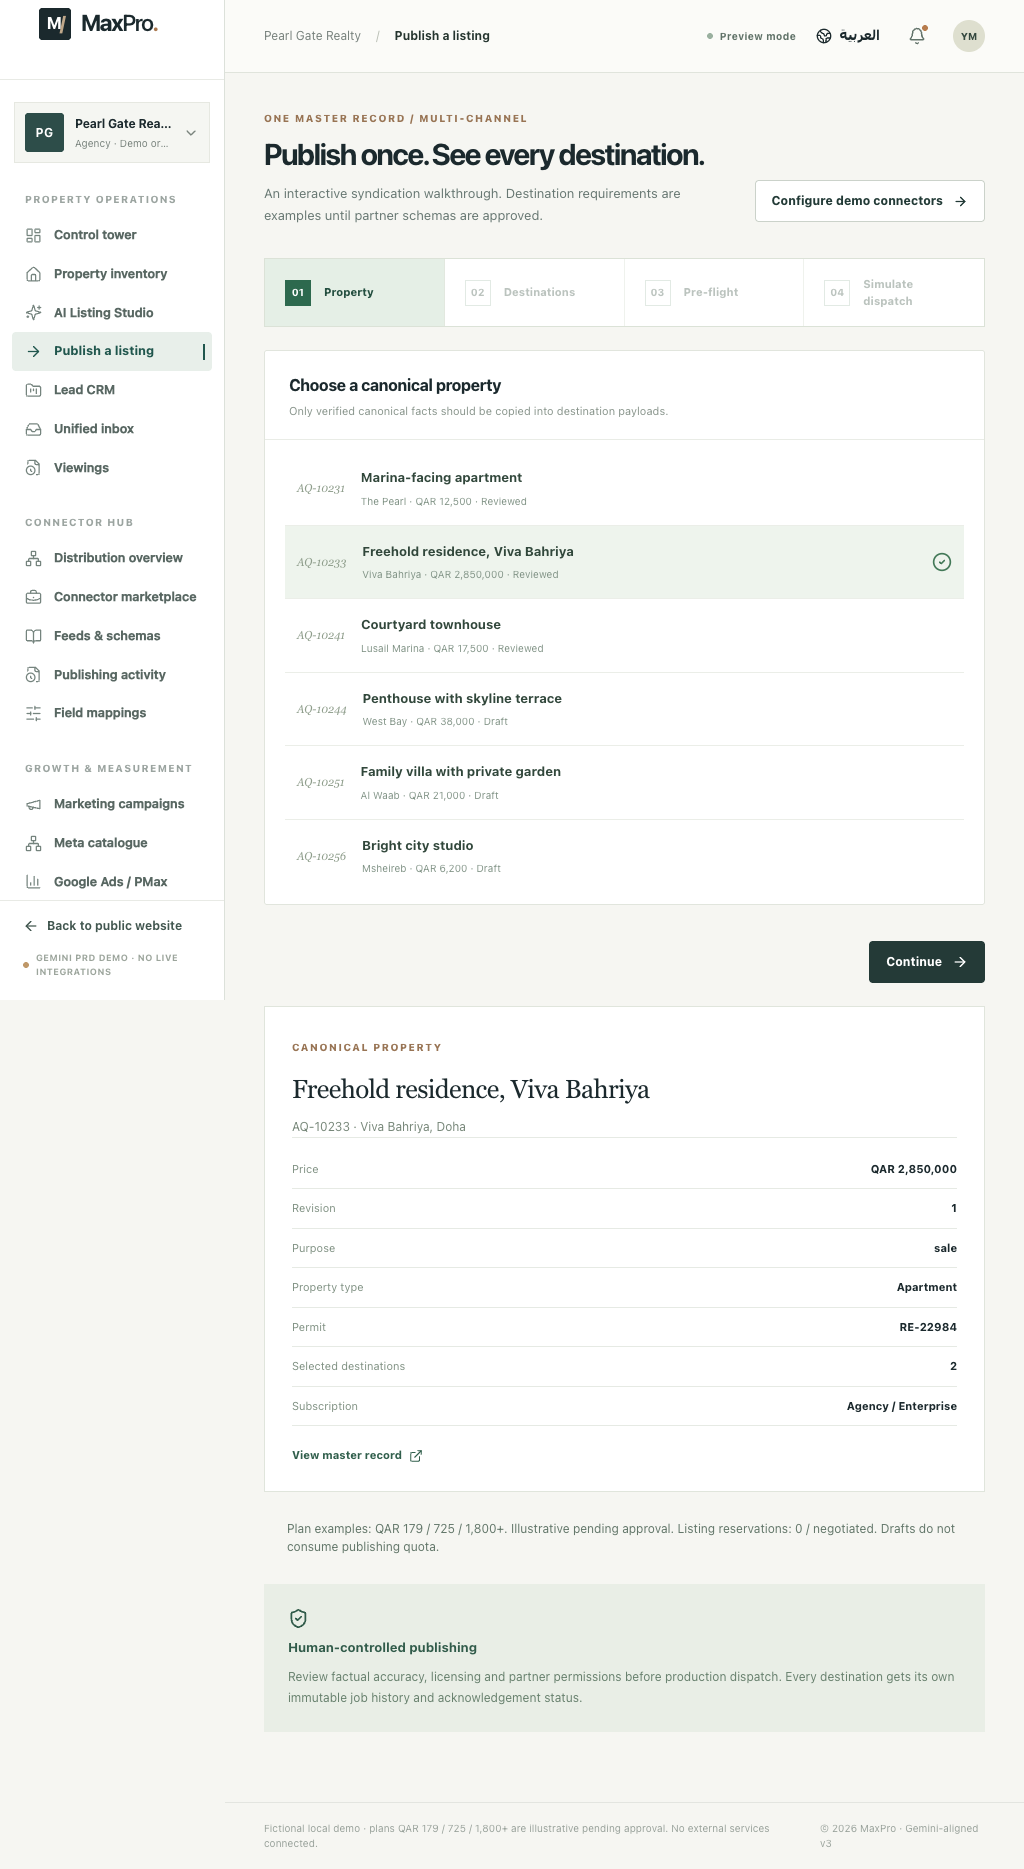 M/ MaxPro.
PG
Pearl Gate Rea...
Agency · Demo or...
PROPERTY OPERATIONS
Control tower
Property inventory
AI Listing Studio
Publish a listing
Lead CRM
Unified inbox
Viewings
CONNECTOR HUB
Distribution overview
Connector marketplace
Feeds & schemas
Publishing activity
Field mappings
GROWTH & MEASUREMENT
Marketing campaigns
Meta catalogue
Google Ads / PMax
Back to public website
GEMINI PRD DEMO · NO LIVE
INTEGRATIONS
Pearl Gate Realty / Publish a listing
Preview mode
العربية
YM
ONE MASTER RECORD / MULTI-CHANNEL
Publish once. See every destination.
An interactive syndication walkthrough. Destination requirements are
examples until partner schemas are approved.
Configure demo connectors
01 Property
02 Destinations
03 Pre-flight
04 Simulate
dispatch
Choose a canonical property
Only verified canonical facts should be copied into destination payloads.
AQ-10231
Marina-facing apartment
The Pearl · QAR 12,500 · Reviewed
AQ-10233
Freehold residence, Viva Bahriya
Viva Bahriya · QAR 2,850,000 · Reviewed
AQ-10241
Courtyard townhouse
Lusail Marina · QAR 17,500 · Reviewed
AQ-10244
Penthouse with skyline terrace
West Bay · QAR 38,000 · Draft
AQ-10251
Family villa with private garden
Al Waab · QAR 21,000 · Draft
AQ-10256
Bright city studio
Msheireb · QAR 6,200 · Draft
Continue
CANONICAL PROPERTY
Freehold residence, Viva Bahriya
AQ-10233 · Viva Bahriya, Doha
Price QAR 2,850,000
Revision 1
Purpose sale
Property type Apartment
Permit RE-22984
Selected destinations 2
Subscription Agency / Enterprise
View master record
Plan examples: QAR 179 / 725 / 1,800+. Illustrative pending approval. Listing reservations: 0 / negotiated. Drafts do not
consume publishing quota.
Human-controlled publishing
Review factual accuracy, licensing and partner permissions before production dispatch. Every destination gets its own
immutable job history and acknowledgement status.
Fictional local demo · plans QAR 179 / 725 / 1,800+ are illustrative pending approval. No external services
connected.
© 2026 MaxPro · Gemini-aligned
v3